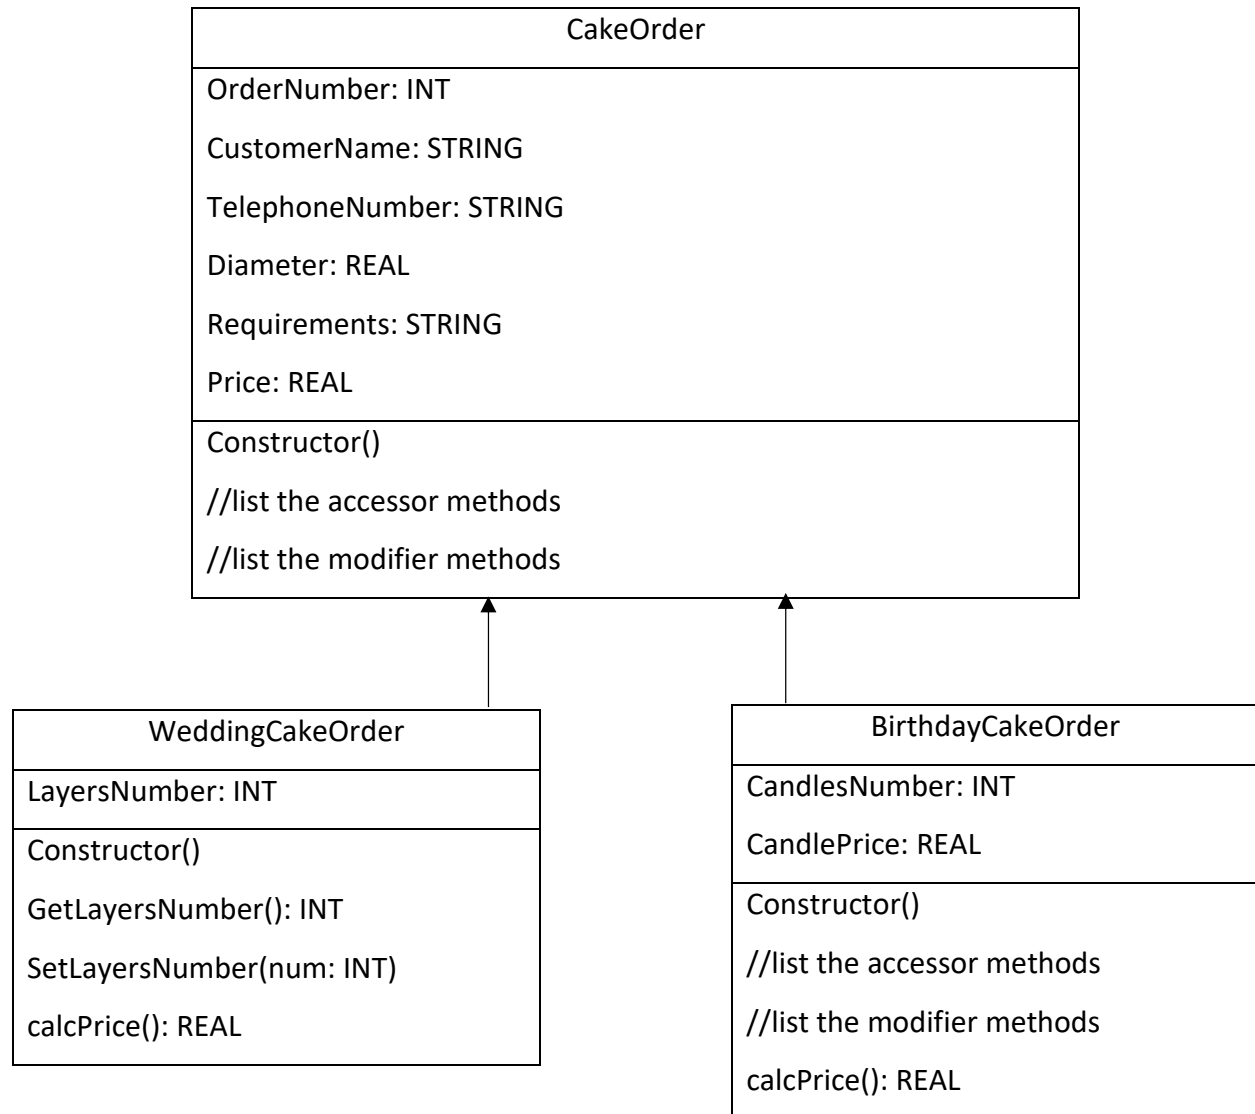 CakeOrder
OrderNumber: INT
CustomerName: STRING
TelephoneNumber: STRING
Diameter: REAL
Requirements: STRING
Price: REAL
Constructor()
//list the accessor methods
//list the modifier methods
WeddingCakeOrder
LayersNumber: INT
Constructor()
GetLayersNumber(): INT
SetLayersNumber(num: INT)
calcPrice(): REAL
BirthdayCakeOrder
CandlesNumber: INT
CandlePrice: REAL
Constructor()
//list the accessor methods
//list the modifier methods
calcPrice(): REAL